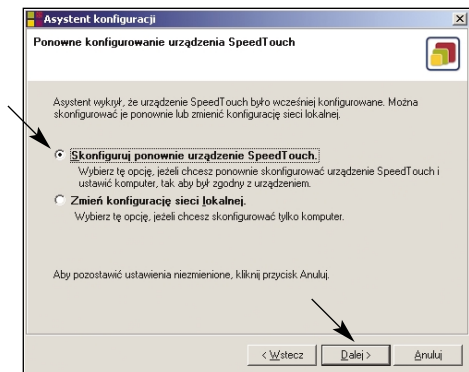 Asystent konfiguracji
Ponowne konfigurowanie urządzenia SpeedTouch
Asystent wykrył, że urządzenie SpeedTouch było wcześniej konfigurowane. Można
skonfigurować je ponownie lub zmienić konfigurację sieci lokalnej.
Skonfiguruj ponownie urządzenie SpeedTouch.
Wybierz tę opcję, jeżeli chcesz ponownie skonfigurować urządzenie SpeedTouch i
ustawić komputer, tak aby był zgodny z urządzeniem.
Zmień konfigurację sieci lokalnej.
Wybierz tę opcję, jeżeli chcesz skonfigurować tylko komputer.
Aby pozostawić ustawienia niezmienione, kliknij przycisk Anuluj.
< Wstecz
Dalej >
Anuluj